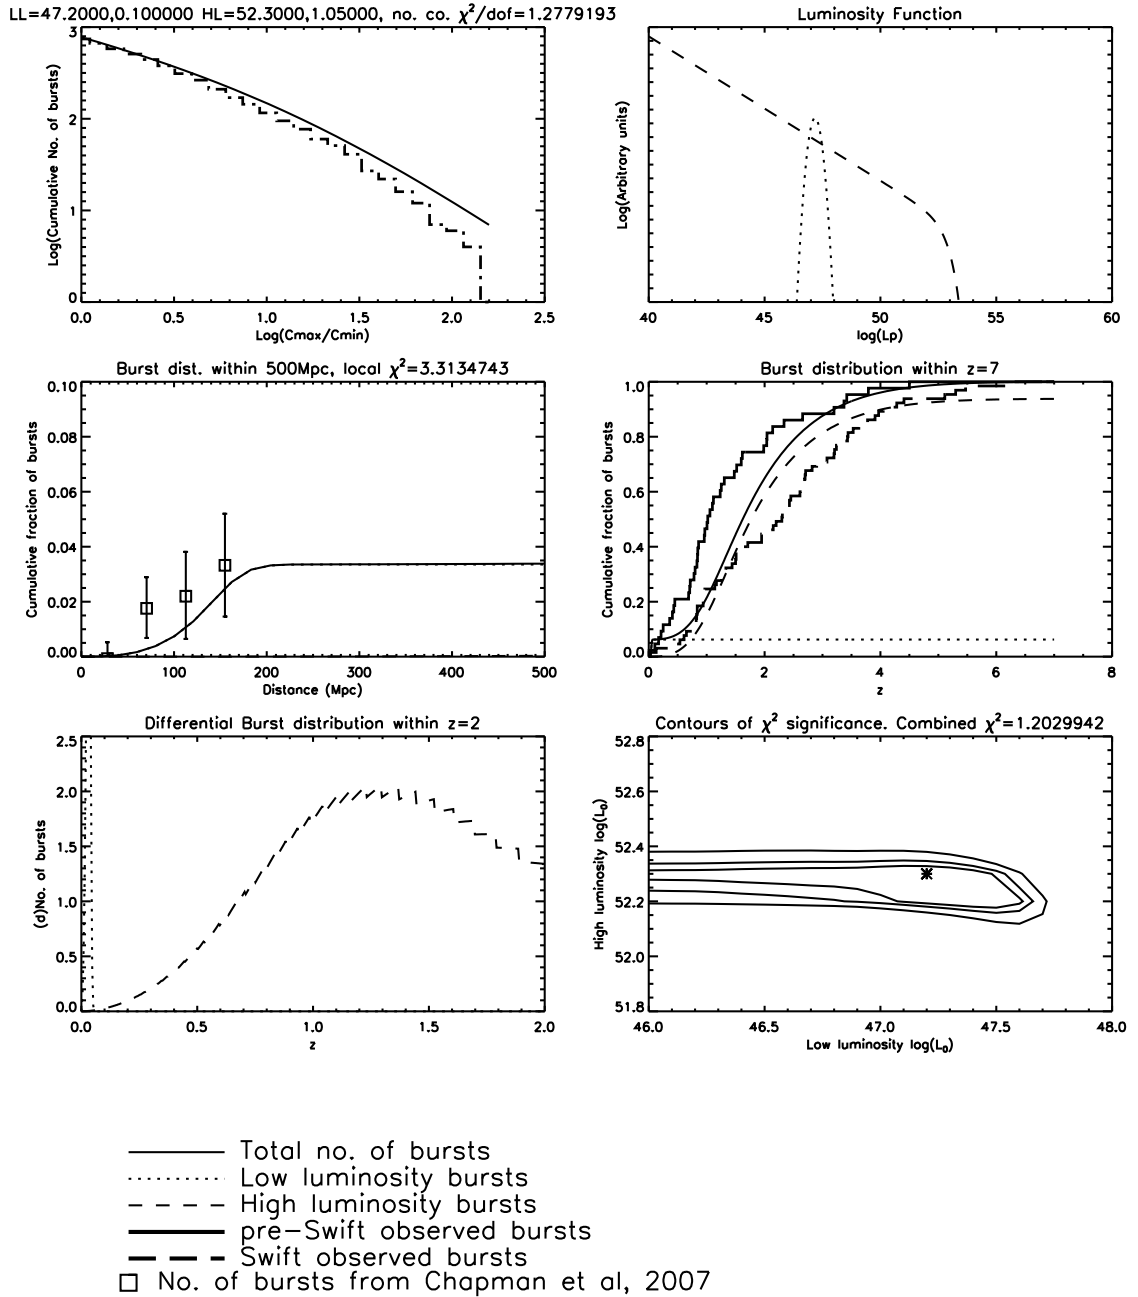 LL=47.2000,0.100000 HL=52.3000,1.05000, no. co. χ²/dof=1.2779193
Log(Cumulative No. of bursts)
3
2
1
0
0.0 0.5 1.0 1.5 2.0 2.5
Log(Cmax/Cmin)
Luminosity Function
Log(Arbitrary units)
40 45 50 55 60
log(Lp)
Burst dist. within 500Mpc, local χ²=3.3134743
Cumulative fraction of bursts
0.10
0.08
0.06
0.04
0.02
0.00
0 100 200 300 400 500
Distance (Mpc)
Burst distribution within z=7
Cumulative fraction of bursts
1.0
0.8
0.6
0.4
0.2
0.0
0 2 4 6 8
z
Differential Burst distribution within z=2
(d)No. of bursts
2.5
2.0
1.5
1.0
0.5
0.0
0.0 0.5 1.0 1.5 2.0
z
Contours of χ² significance. Combined χ²=1.2029942
High luminosity log(L₀)
52.8
52.6
52.4
52.2
52.0
51.8
46.0 46.5 47.0 47.5 48.0
Low luminosity log(L₀)
Total no. of bursts
Low luminosity bursts
High luminosity bursts
pre-Swift observed bursts
Swift observed bursts
No. of bursts from Chapman et al, 2007